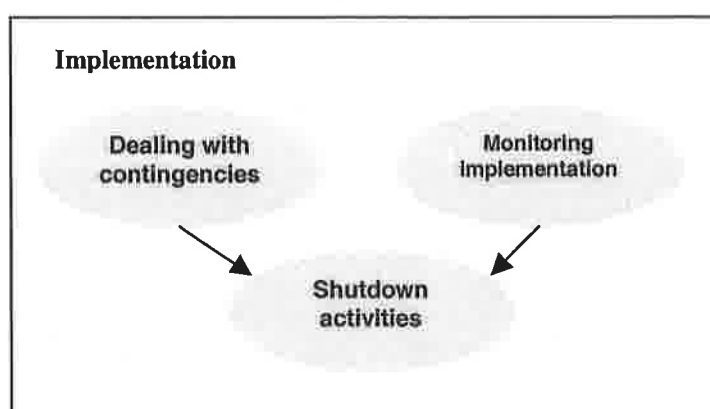 Implementation
Dealing with
contingencies
Monitoring
implementation
Shutdown
activities